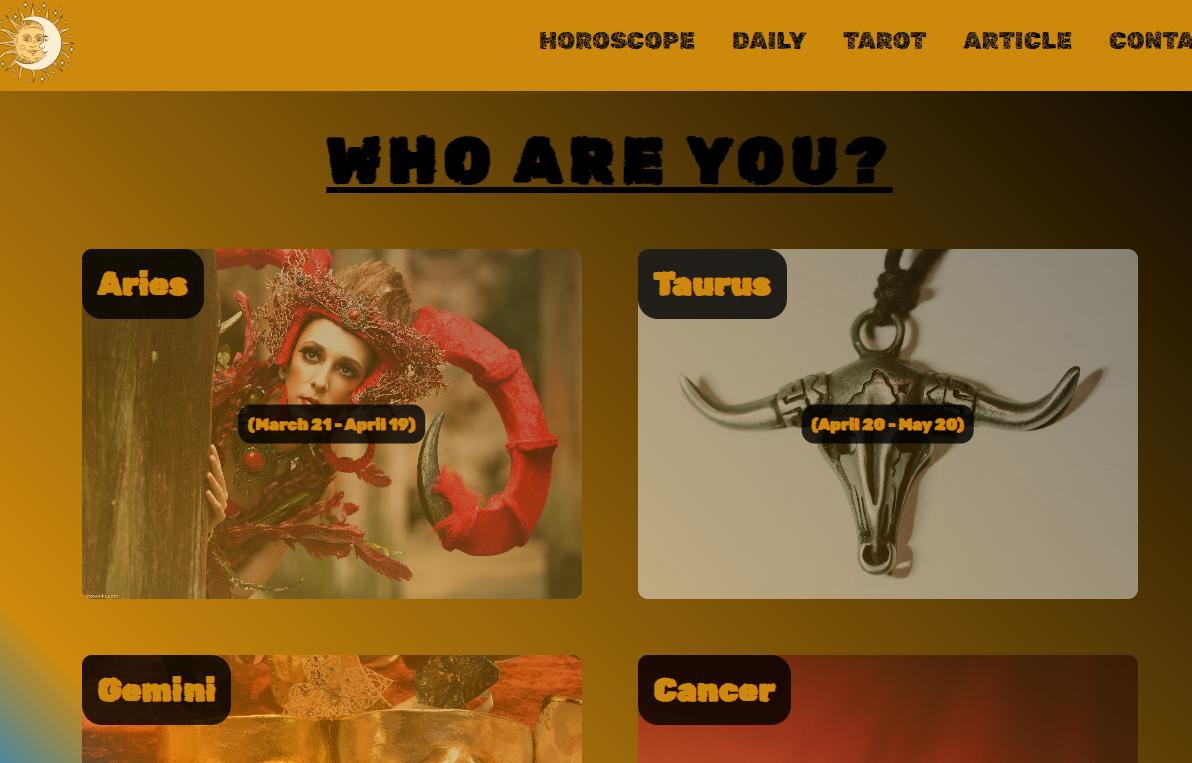 HOROSCOPE DAILY TAROT ARTICLE CONTA
WHO ARE YOU?
Aries
Taurus
(March 21 - April 19)
(April 20 - May 20)
Gemini
Cancer